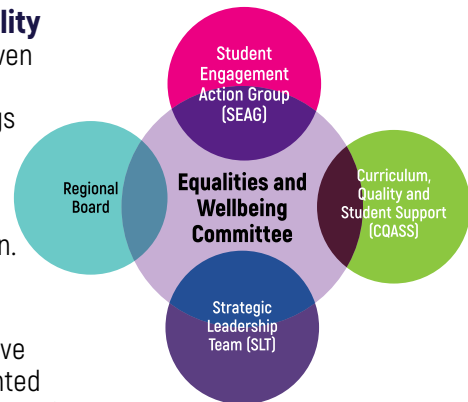 lity
ven
gs
n.
ve
nted
Student
Engagement
Action Group
(SEAG)
Regional
Board
Equalities and
Wellbeing
Committee
Curriculum,
Quality and
Student Support
(CQASS)
Strategic
Leadership
Team (SLT)